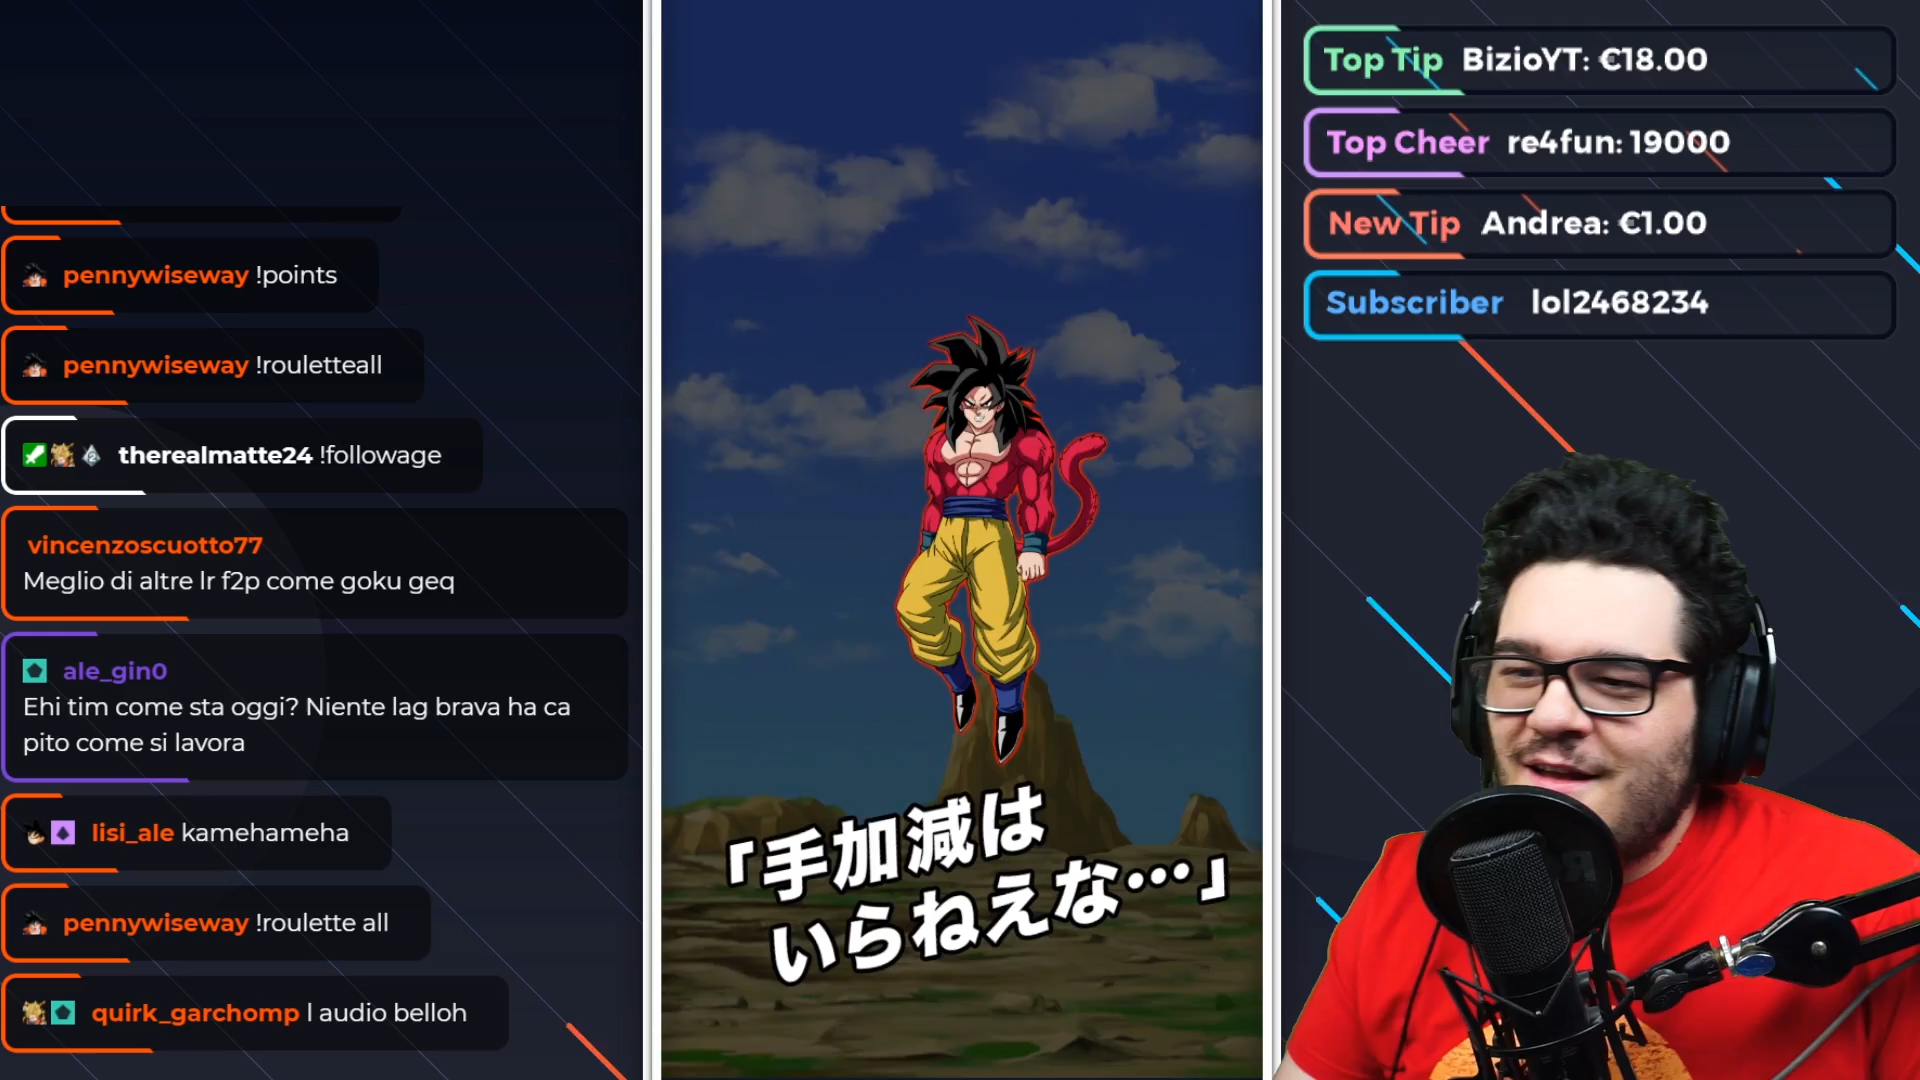 pennywiseway !points
pennywiseway !rouletteall
therealmatte24 !followage
vincenzoscuotto77
Meglio di altre lr f2p come goku geq
ale_gin0
Ehi tim come sta oggi? Niente lag brava ha ca
pito come si lavora
lisi_ale kamehameha
pennywiseway !roulette all
quirk_garchomp l audio belloh
「手加減は
いらねえな…」
Top Tip BizioYT: €18.00
Top Cheer re4fun: 19000
New Tip Andrea: €1.00
Subscriber lol2468234